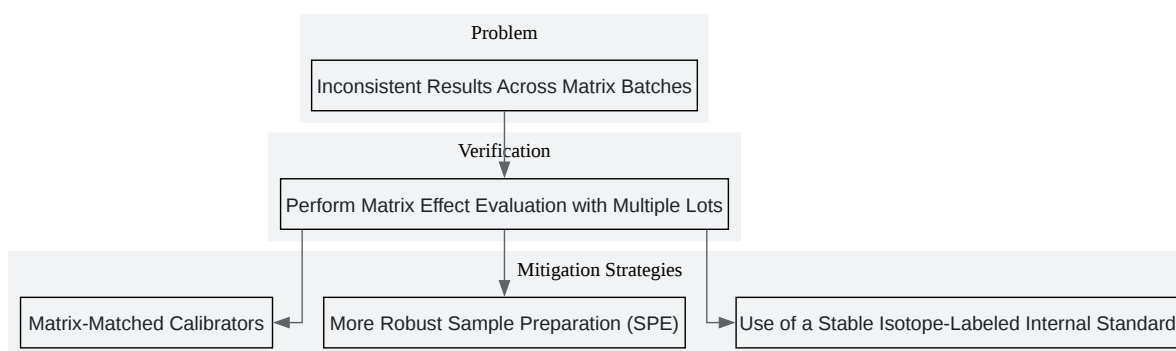 Problem
Inconsistent Results Across Matrix Batches
Verification
Perform Matrix Effect Evaluation with Multiple Lots
Mitigation Strategies
Matrix-Matched Calibrators
More Robust Sample Preparation (SPE)
Use of a Stable Isotope-Labeled Internal Standard